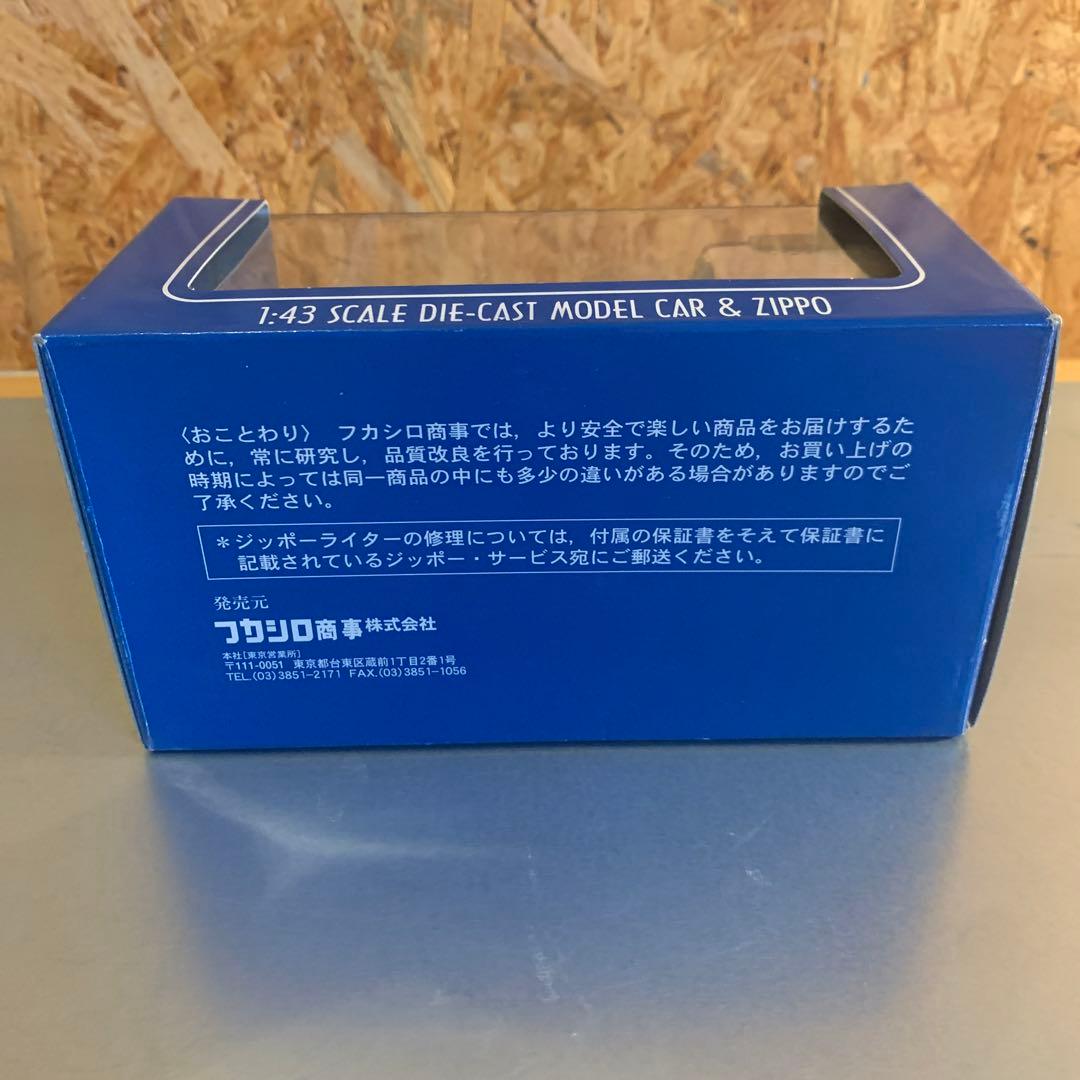 1:43 SCALE DIE-CAST MODEL CAR & ZIPPO
〈おことわり〉 フカシロ商事では，より安全で楽しい商品をお届けするた
めに，常に研究し，品質改良を行っております。そのため，お買い上げの
時期によっては同一商品の中にも多少の違いがある場合がありますのでご
了承ください。
＊ジッポーライターの修理については，付属の保証書をそえて保証書に
記載されているジッポー・サービス宛にご郵送ください。
発売元
フカシロ商事株式会社
本社[東京営業所]
〒111-0051 東京都台東区蔵前1丁目2番1号
TEL.(03)3851-2171 FAX.(03)3851-1056